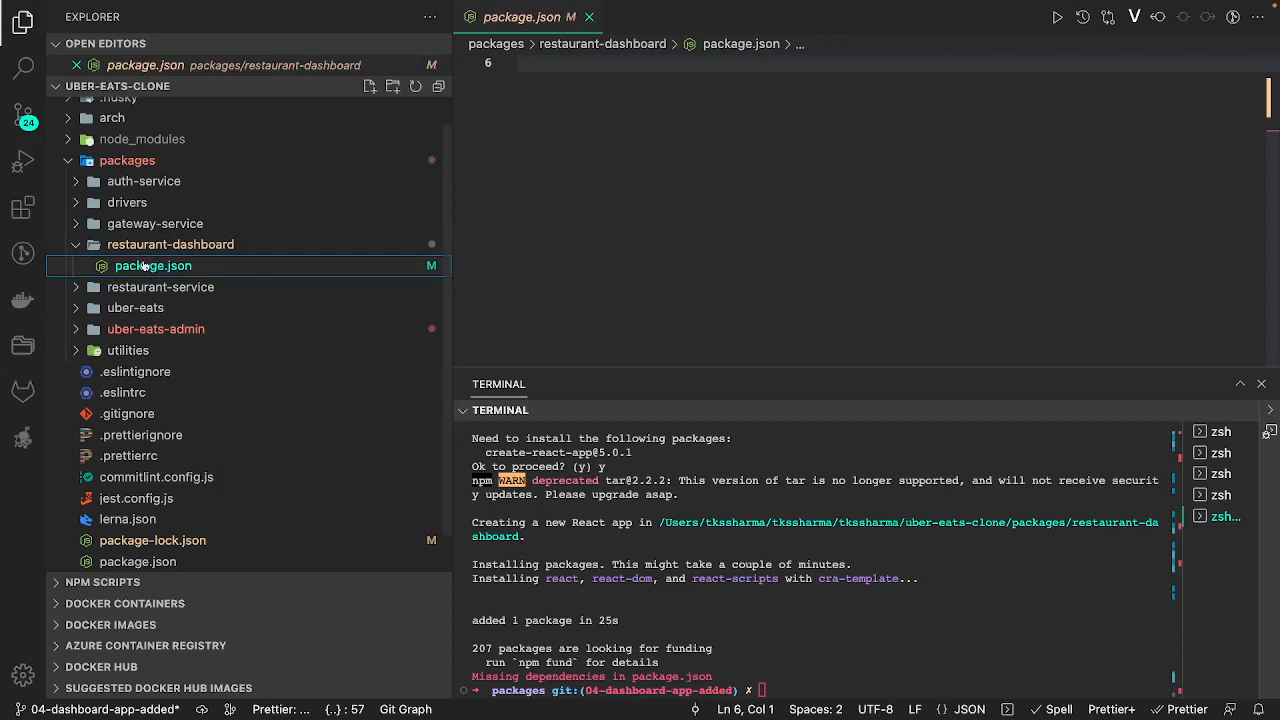 EXPLORER
OPEN EDITORS
package.json packages/restaurant-dashboard M
UBER-EATS-CLONE
.husky
arch
node_modules
packages
auth-service
drivers
gateway-service
restaurant-dashboard
package.json M
restaurant-service
uber-eats
uber-eats-admin
utilities
.eslintignore
.eslintrc
.gitignore
.prettierignore
.prettierrc
commitlint.config.js
jest.config.js
lerna.json
package-lock.json M
package.json
NPM SCRIPTS
DOCKER CONTAINERS
DOCKER IMAGES
AZURE CONTAINER REGISTRY
DOCKER HUB
SUGGESTED DOCKER HUB IMAGES
24
package.json M
packages > restaurant-dashboard > package.json > ...
6
TERMINAL
TERMINAL
Need to install the following packages:
create-react-app@5.0.1
Ok to proceed? (y) y
npm WARN deprecated tar@2.2.2: This version of tar is no longer supported, and will not receive securit
y updates. Please upgrade asap.
Creating a new React app in /Users/tkssharma/tkssharma/tkssharma/uber-eats-clone/packages/restaurant-da
shboard.
Installing packages. This might take a couple of minutes.
Installing react, react-dom, and react-scripts with cra-template...
added 1 package in 25s
207 packages are looking for funding
run `npm fund` for details
Missing dependencies in package.json
➜ packages git:(04-dashboard-app-added) ✗
zsh
zsh
zsh
zsh
zsh...
04-dashboard-app-added* Prettier: ... {..} : 57 Git Graph Ln 6, Col 1 Spaces: 2 UTF-8 LF {} JSON Spell Prettier+ Prettier